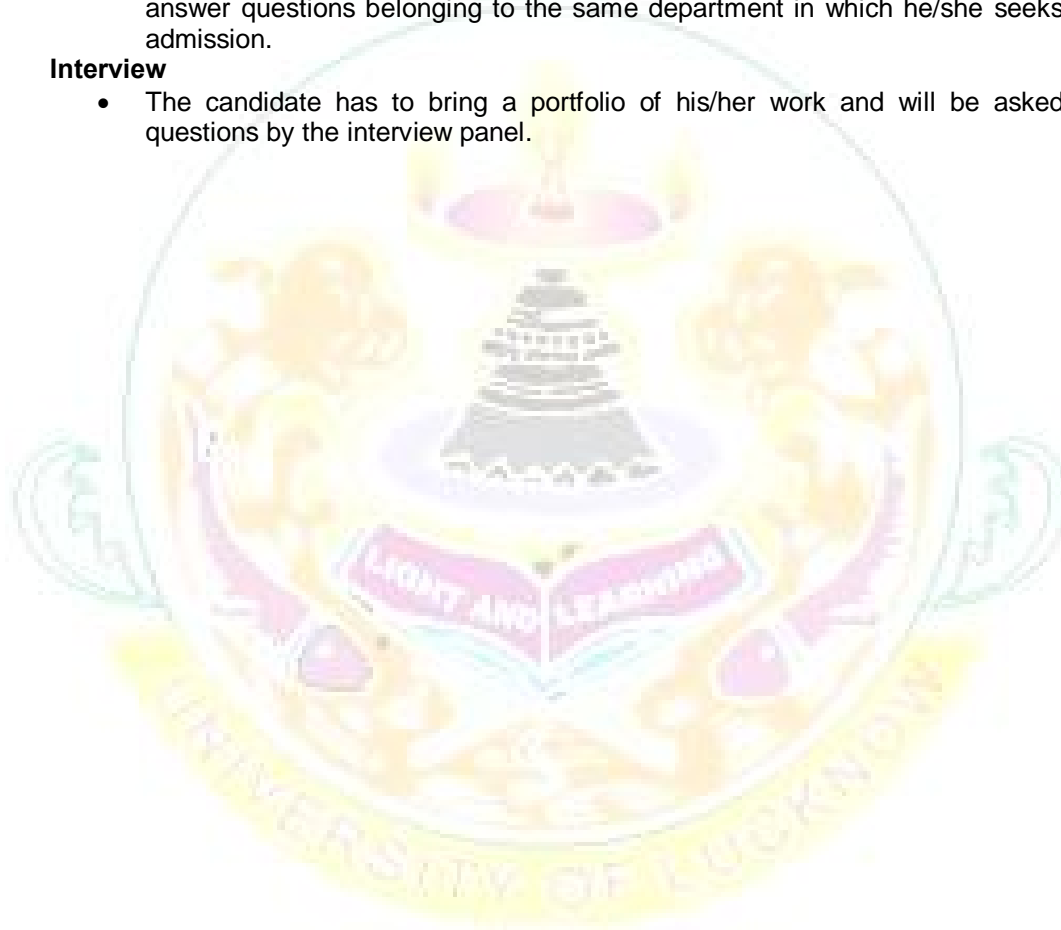 answer questions belonging to the same department in which he/she seeks
admission.
Interview
• The candidate has to bring a portfolio of his/her work and will be asked
questions by the interview panel.
LIGHT AND LEARNING
UNIVERSITY OF LUCKNOW